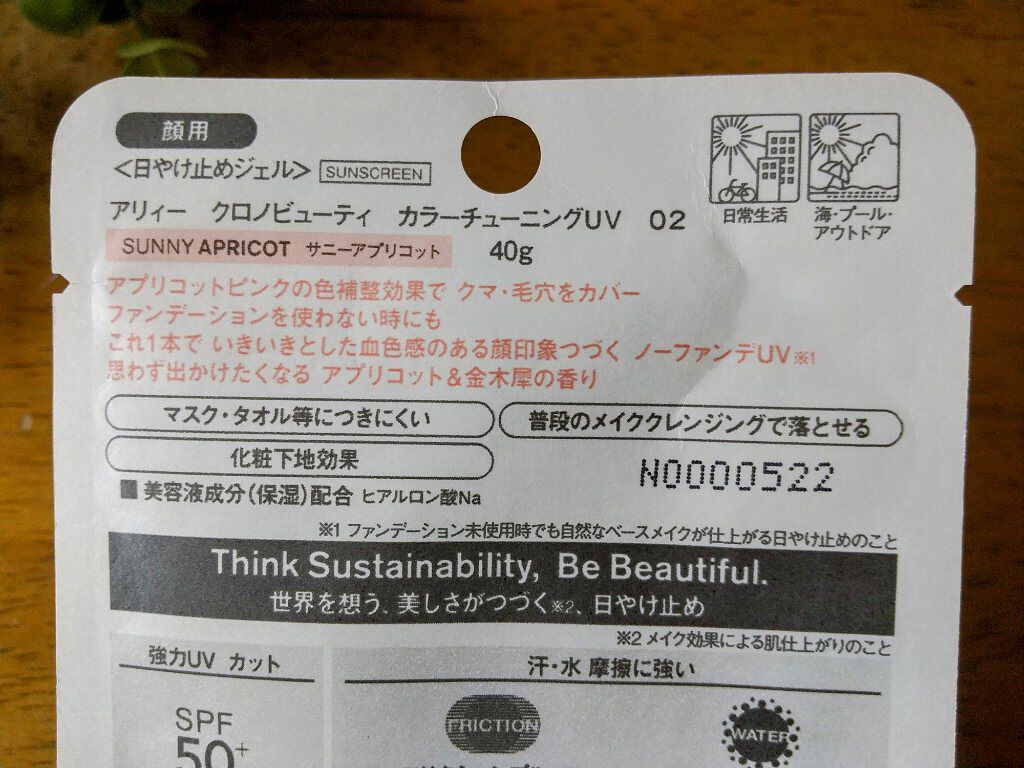 顔用
<日やけ止めジェル> SUNSCREEN
アリィー クロノビューティ カラーチューニングUV 02
SUNNY APRICOT サニーアプリコット 40g
日常生活
海・プール・
アウトドア
アプリコットピンクの色補整効果で クマ・毛穴をカバー
ファンデーションを使わない時にも
これ1本で いきいきとした血色感のある顔印象つづく ノーファンデUV※1
思わず出かけたくなる アプリコット&金木犀の香り
マスク・タオル等につきにくい
普段のメイククレンジングで落とせる
化粧下地効果
N0000522
■美容液成分(保湿)配合 ヒアルロン酸Na
※1 ファンデーション未使用時でも自然なベースメイクが仕上がる日やけ止めのこと
Think Sustainability, Be Beautiful.
世界を想う、美しさがつづく※2、日やけ止め
※2 メイク効果による肌仕上がりのこと
強力UV カット
汗・水 摩擦に強い
SPF
50+
FRICTION
WATER